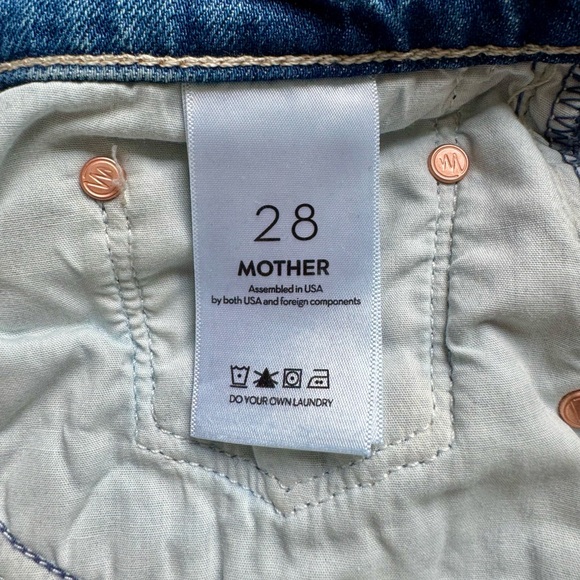 28
MOTHER
Assembled in USA
by both USA and foreign components
DO YOUR OWN LAUNDRY